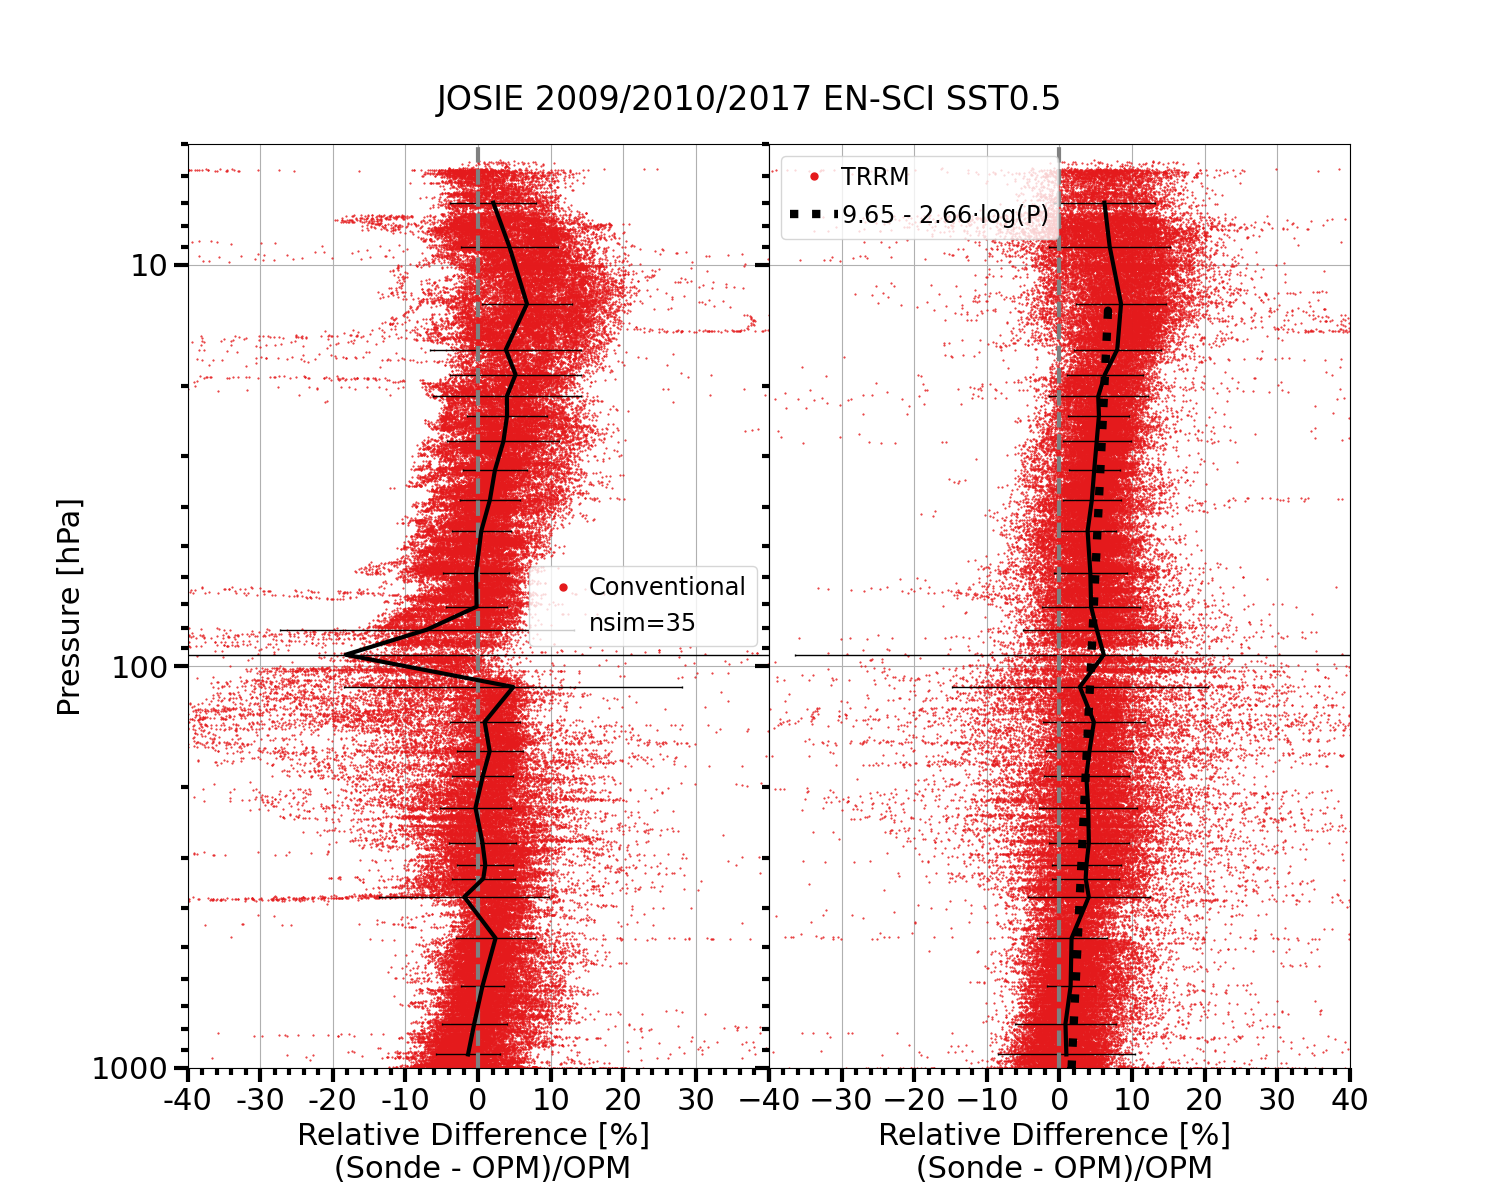 JOSIE 2009/2010/2017 EN-SCI SST0.5
Pressure [hPa]
10
100
1000
Conventional
nsim=35
-40 -30 -20 -10 0 10 20 30
Relative Difference [%]
(Sonde - OPM)/OPM
TRRM
9.65 - 2.66·log(P)
−40 −30 −20 −10 0 10 20 30 40
Relative Difference [%]
(Sonde - OPM)/OPM